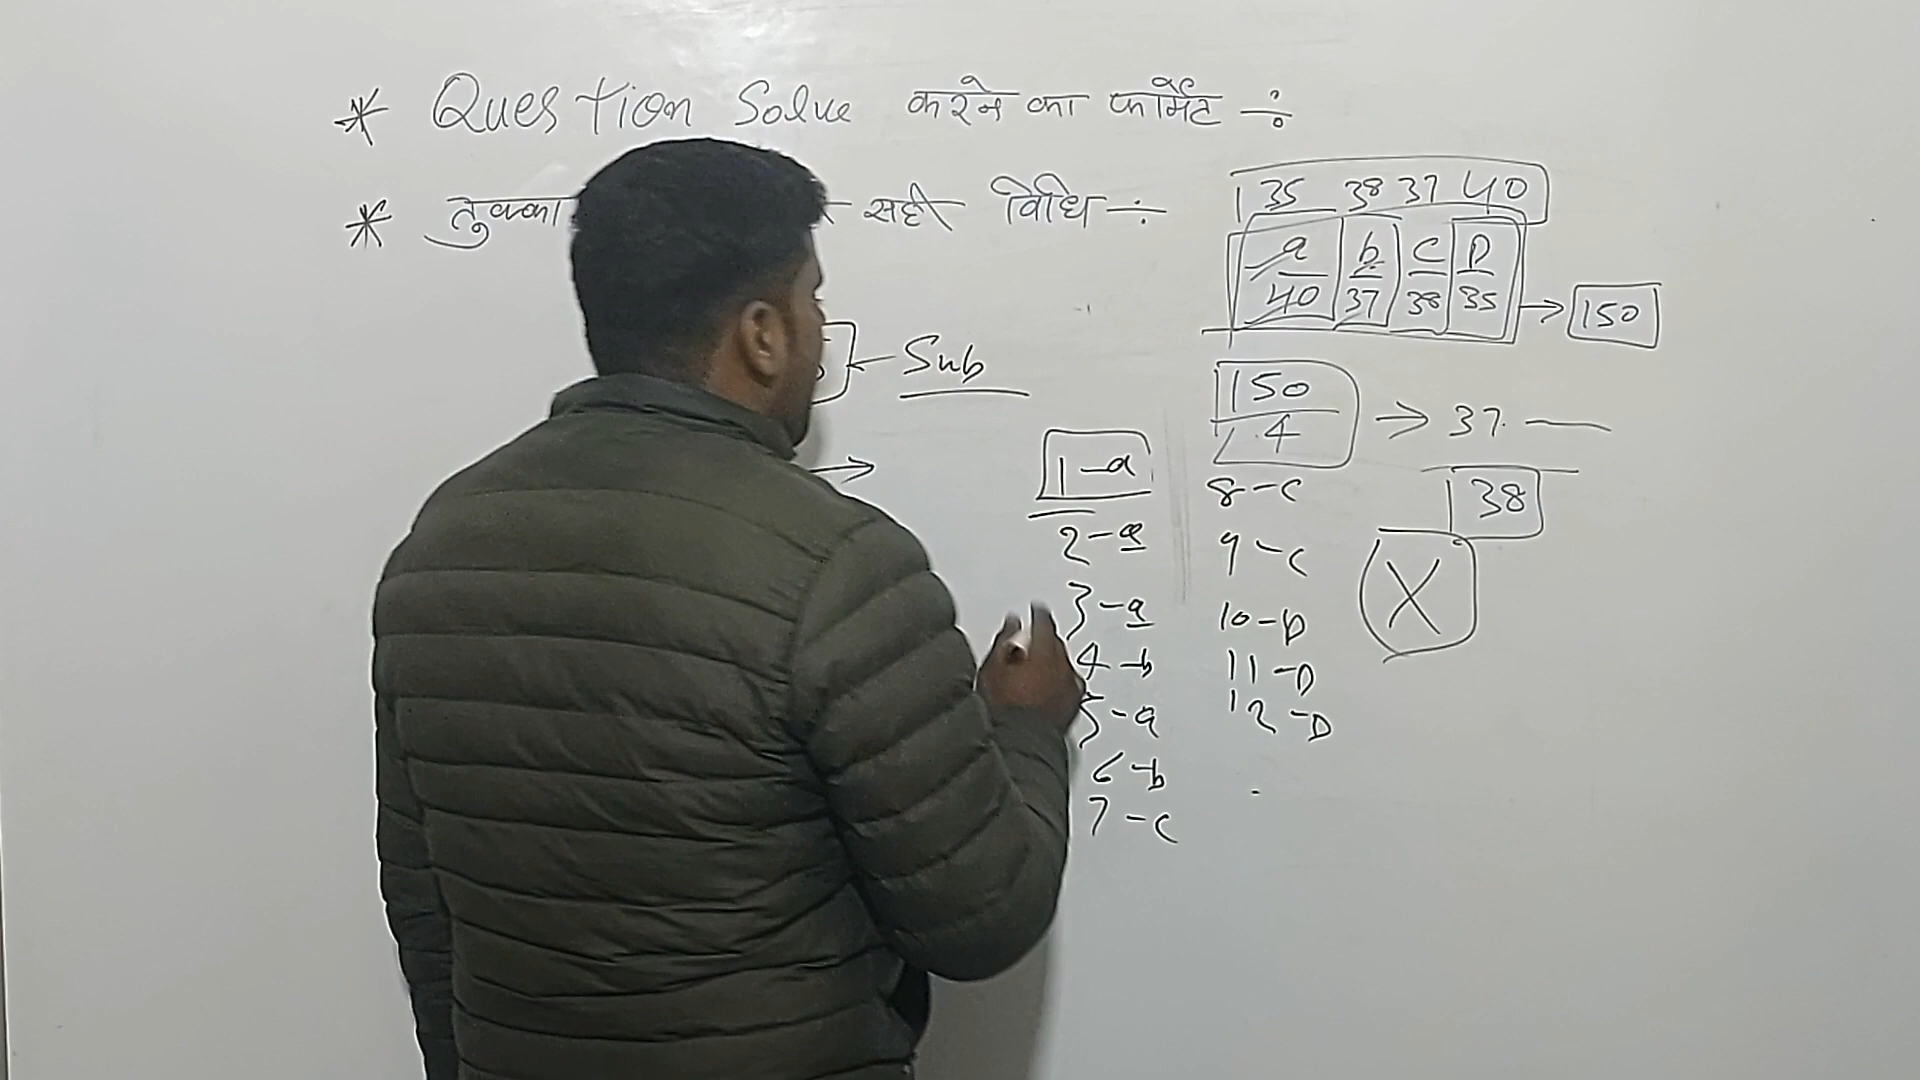 * Question Solve करने का फॉर्मेट ÷
* तुक्का सही विधि ÷
35 38 37 40
a b C D
40 37 38 35 → 150
← Sub
150/4 → 37.
38
X
→
1-a
2-a
3-a
4-b
5-a
6-b
7-c
8-c
9-c
10-D
11-D
12-D